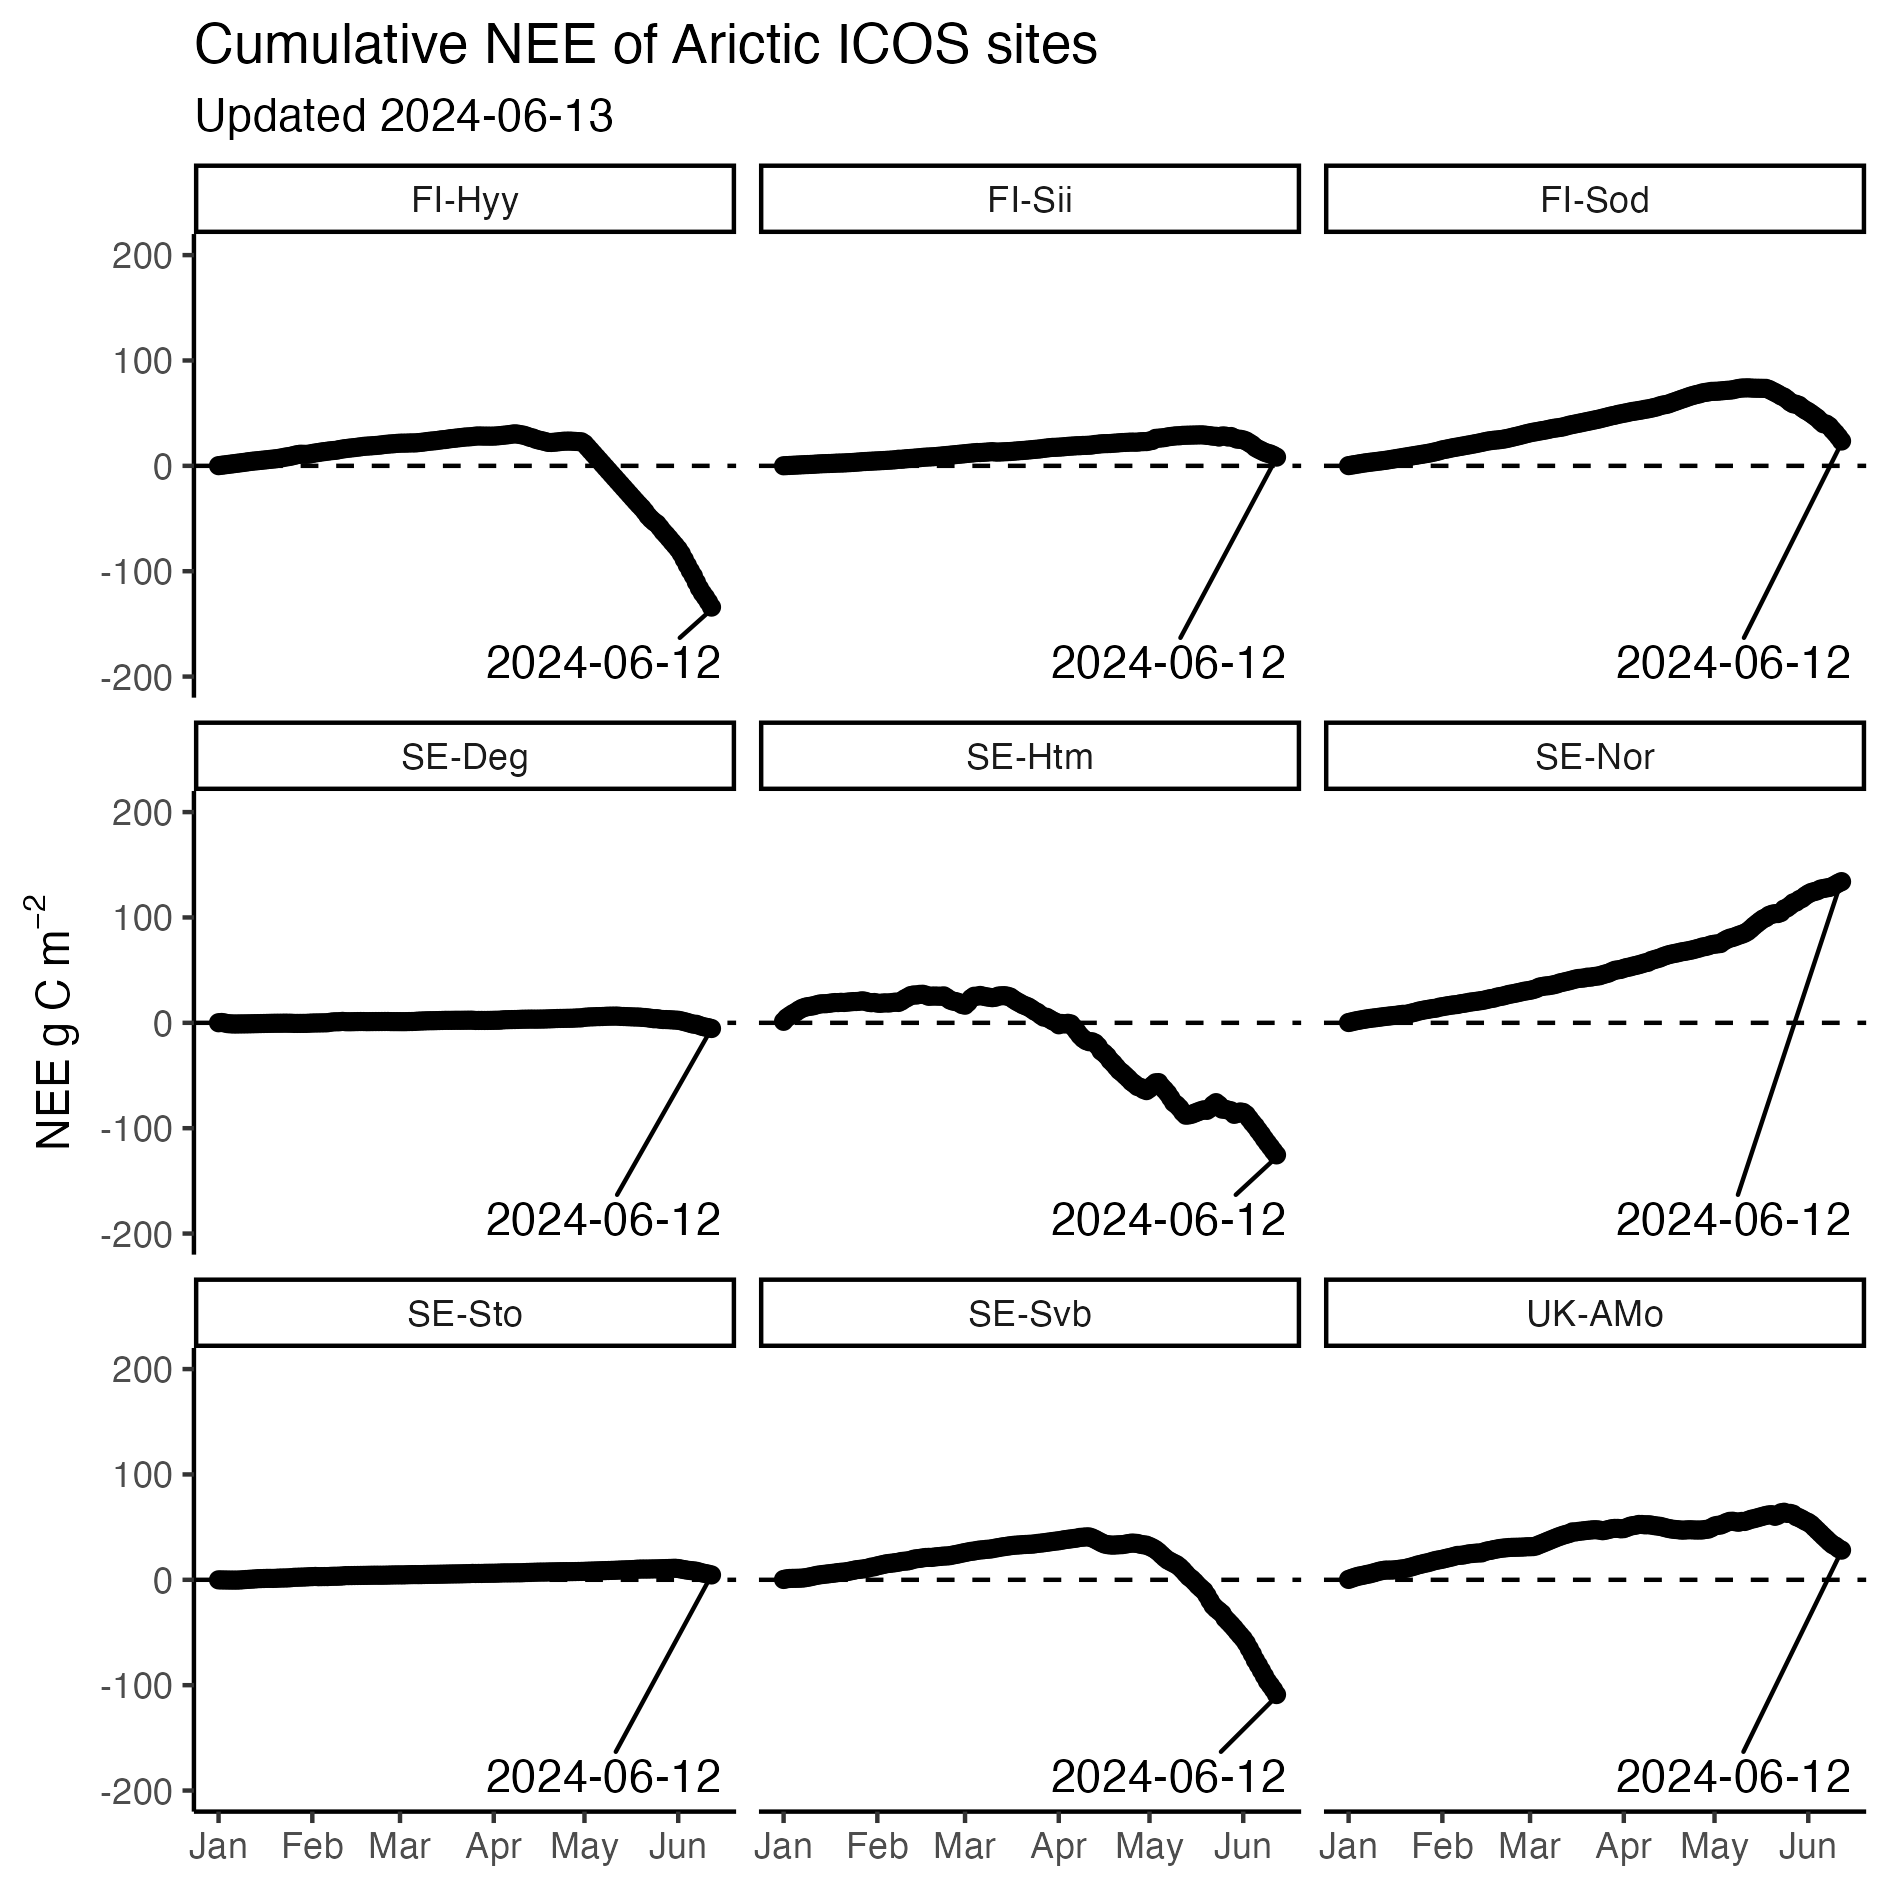 Cumulative NEE of Arictic ICOS sites
Updated 2024-06-13
FI-Hyy
FI-Sii
FI-Sod
200
100
0
-100
-200
2024-06-12
2024-06-12
2024-06-12
SE-Deg
SE-Htm
SE-Nor
NEE g C m⁻²
200
100
0
-100
-200
2024-06-12
2024-06-12
2024-06-12
SE-Sto
SE-Svb
UK-AMo
200
100
0
-100
-200
2024-06-12
2024-06-12
2024-06-12
Jan Feb Mar Apr May Jun
Jan Feb Mar Apr May Jun
Jan Feb Mar Apr May Jun